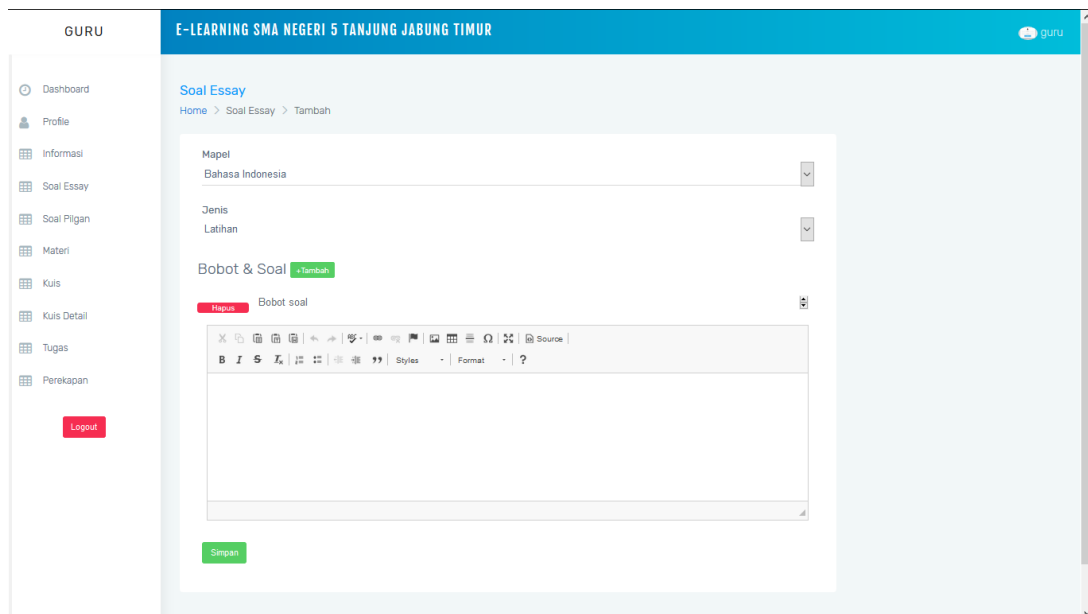 GURU
E-LEARNING SMA NEGERI 5 TANJUNG JABUNG TIMUR
guru
Dashboard
Profile
Informasi
Soal Essay
Soal Pilgan
Materi
Kuis
Kuis Detail
Tugas
Perekapan
Logout
Soal Essay
Home > Soal Essay > Tambah
Mapel
Bahasa Indonesia
Jenis
Latihan
Bobot & Soal +Tambah
Hapus Bobot soal
Source
B I S Ix Styles Format ?
Simpan